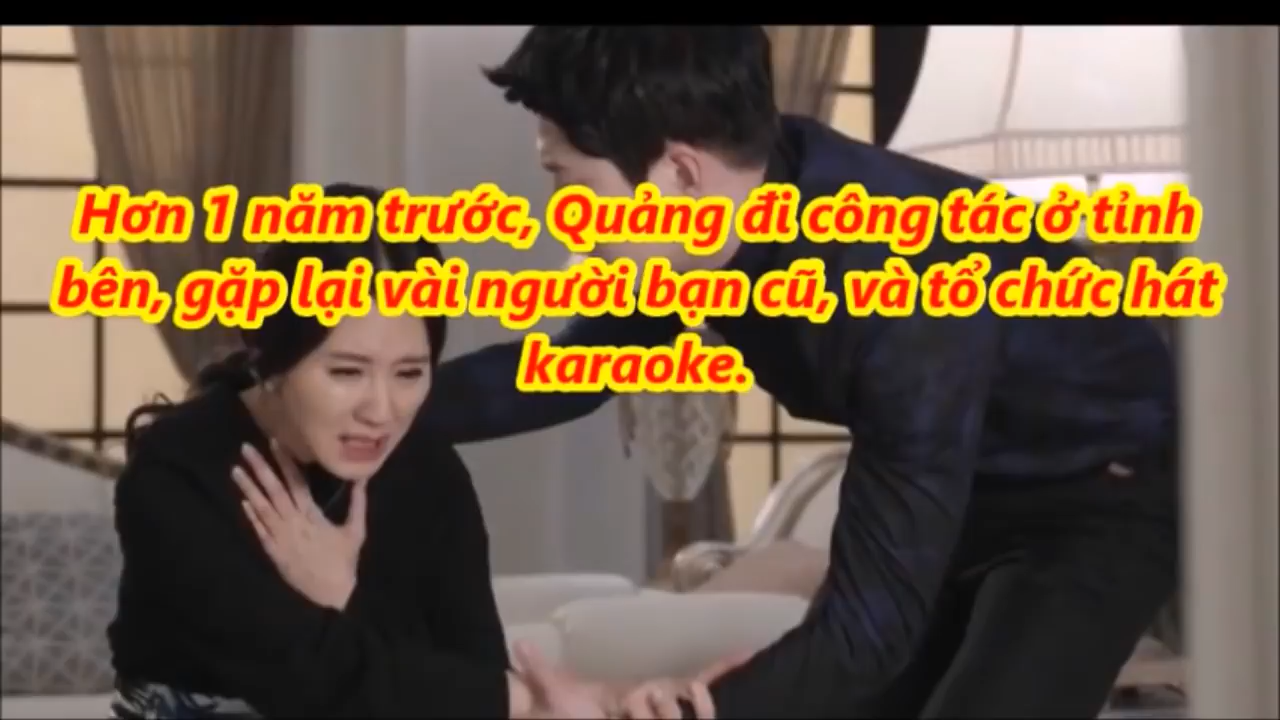 Hơn 1 năm trước, Quảng đi công tác ở tỉnh
bên, gặp lại vài người bạn cũ, và tổ chức hát
karaoke.